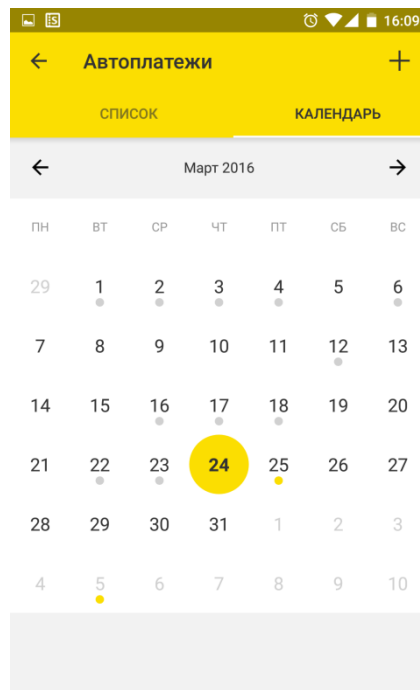 16:09
Автоплатежи
СПИСОК КАЛЕНДАРЬ
Март 2016
ПН ВТ СР ЧТ ПТ СБ ВС
29 1 2 3 4 5 6
7 8 9 10 11 12 13
14 15 16 17 18 19 20
21 22 23 24 25 26 27
28 29 30 31 1 2 3
4 5 6 7 8 9 10